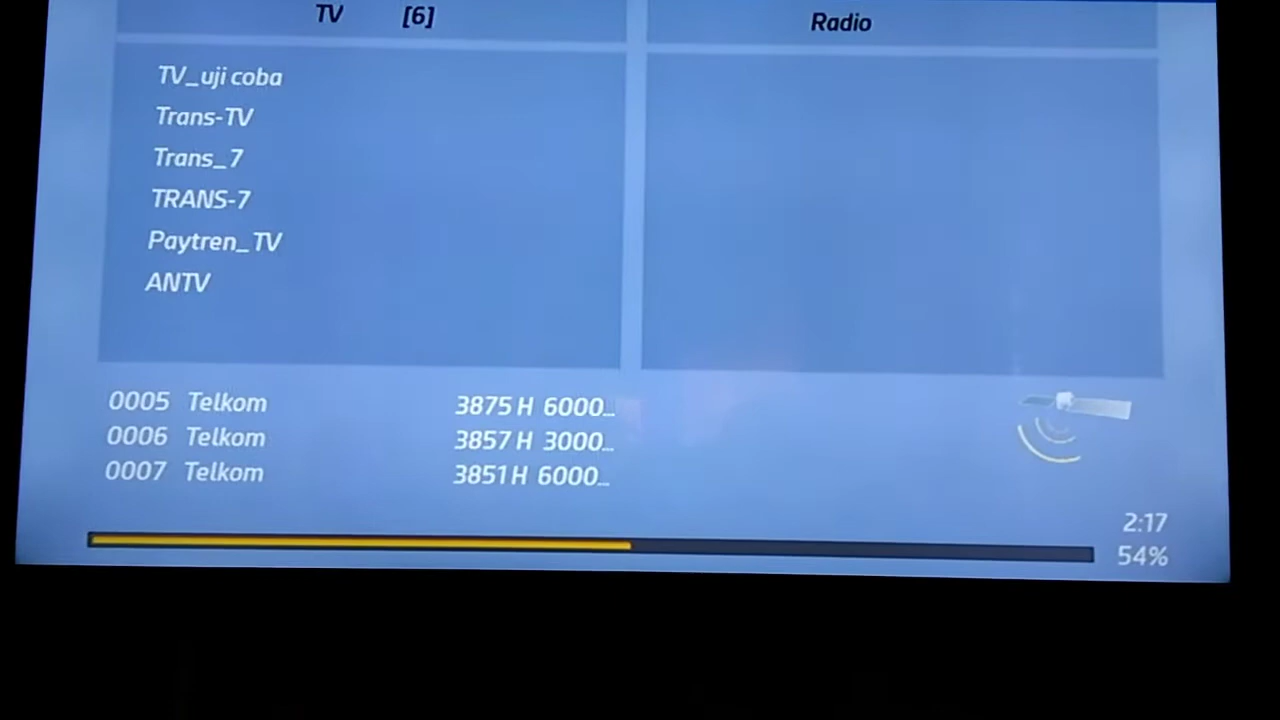 TV [6] Radio
TV_uji coba
Trans-TV
Trans_7
TRANS-7
Paytren_TV
ANTV
0005 Telkom 3875 H 6000...
0006 Telkom 3857 H 3000...
0007 Telkom 3851 H 6000...
2:17
54%